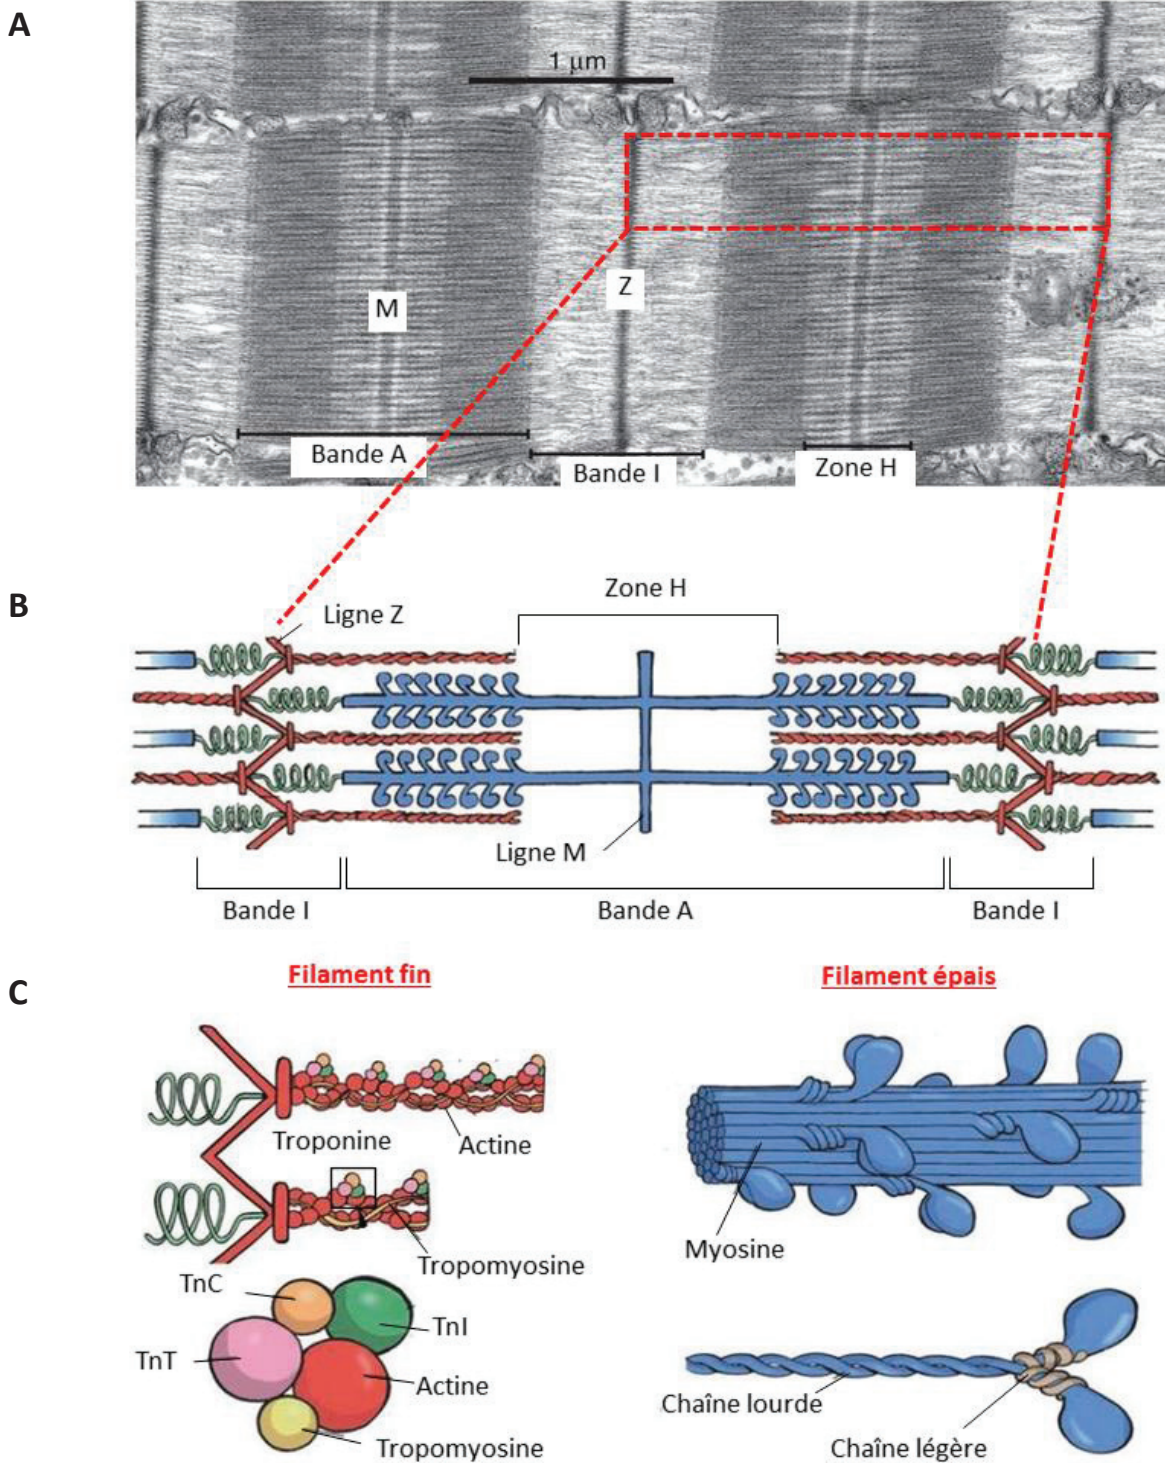 A
1 µm
M
Z
Bande A
Bande I
Zone H
B
Zone H
Ligne Z
Ligne M
Bande I
Bande A
Bande I
C
Filament fin
Filament épais
Troponine
Actine
Tropomyosine
Myosine
TnC
TnI
TnT
Actine
Tropomyosine
Chaîne lourde
Chaîne légère